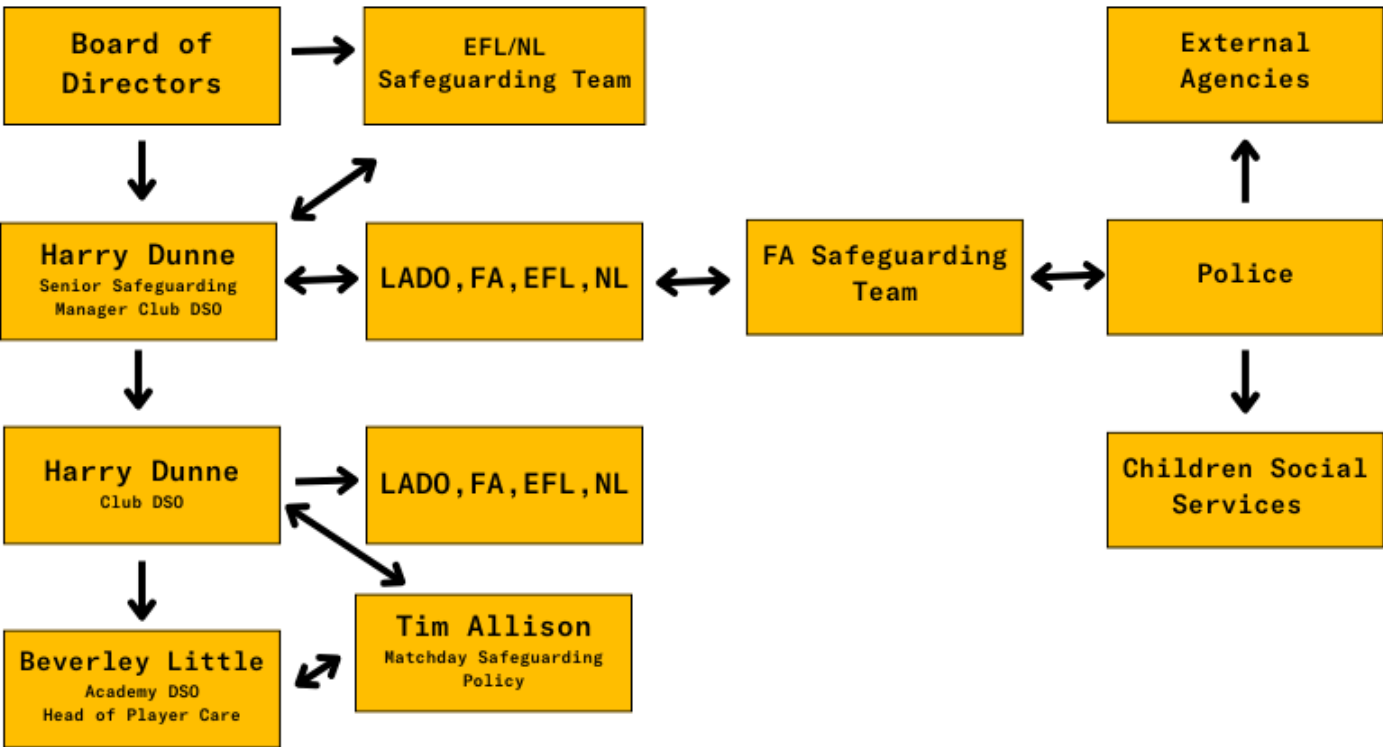 Board of
Directors
EFL/NL
Safeguarding Team
External
Agencies
Harry Dunne
Senior Safeguarding
Manager Club DSO
LADO,FA,EFL,NL
FA Safeguarding
Team
Police
Harry Dunne
Club DSO
LADO,FA,EFL,NL
Children Social
Services
Beverley Little
Academy DSO
Head of Player Care
Tim Allison
Matchday Safeguarding
Policy